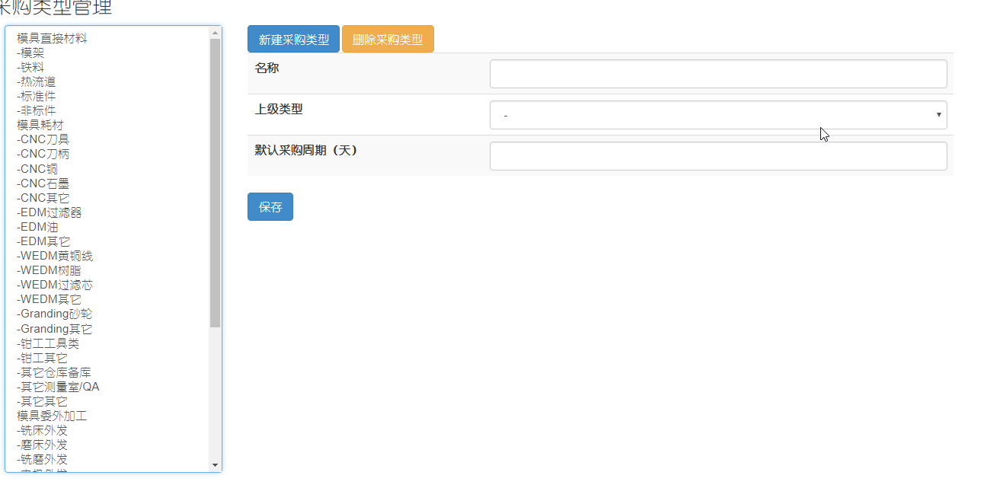 采购类型管理
模具直接材料
-模架
-铁料
-热流道
-标准件
-非标件
模具耗材
-CNC刀具
-CNC刀柄
-CNC铜
-CNC石墨
-CNC其它
-EDM过滤器
-EDM油
-EDM其它
-WEDM黄铜线
-WEDM树脂
-WEDM过滤芯
-WEDM其它
-Granding砂轮
-Granding其它
-钳工工具类
-钳工其它
-其它仓库备库
-其它测量室/QA
-其它其它
模具委外加工
-铣床外发
-磨床外发
-铣磨外发
新建采购类型 删除采购类型
名称
上级类型 -
默认采购周期（天）
保存